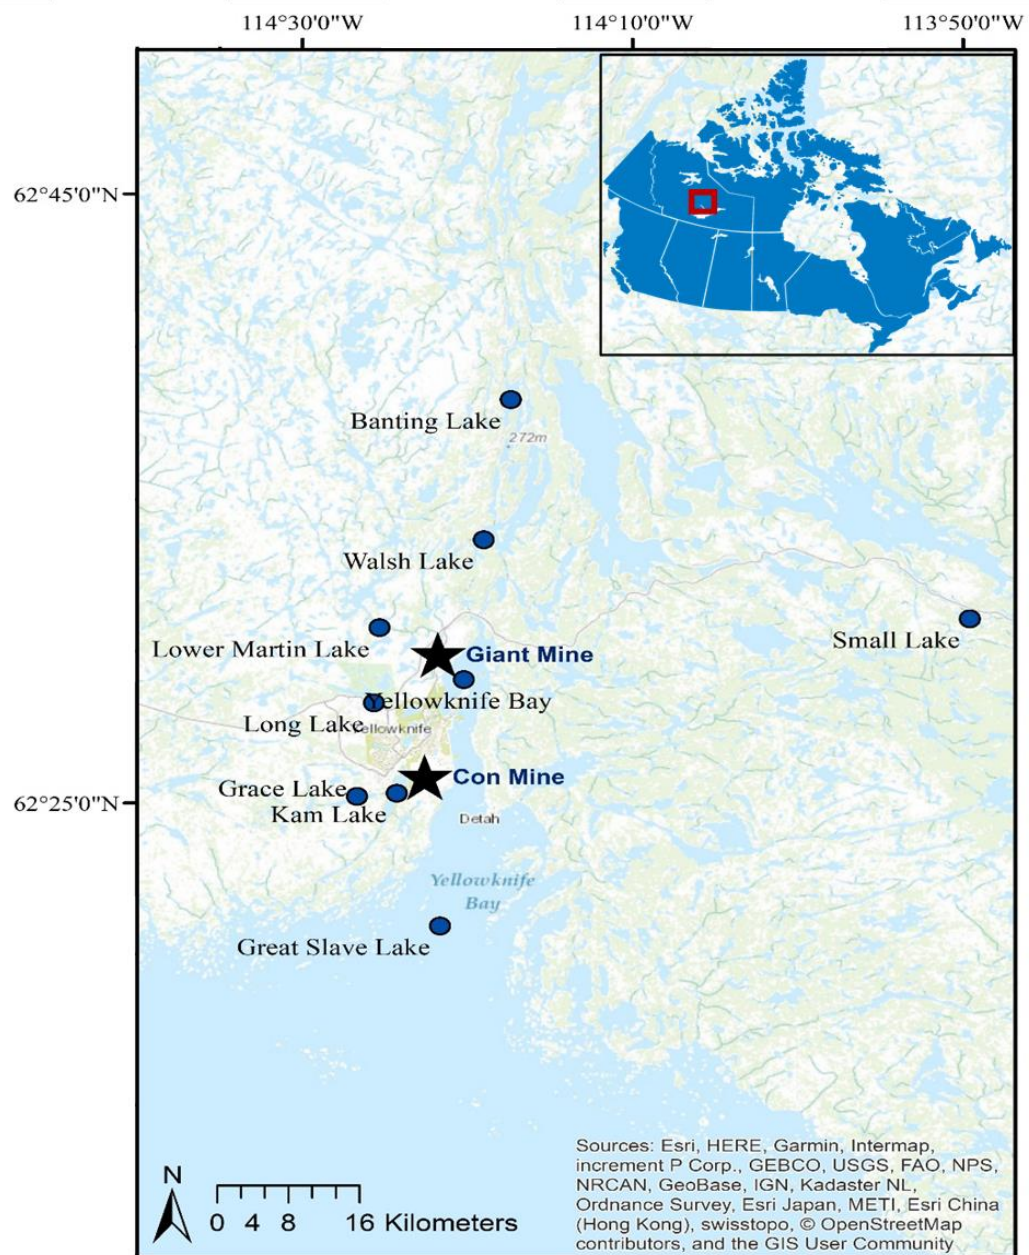 114°30'0"W
114°10'0"W
113°50'0"W
62°45'0"N
Banting Lake
272m
Walsh Lake
Small Lake
Lower Martin Lake
Giant Mine
Yellowknife Bay
Long Lake
Yellowknife
Con Mine
Grace Lake
62°25'0"N
Kam Lake
Detah
Yellowknife
Bay
Great Slave Lake
N
0 4 8 16 Kilometers
Sources: Esri, HERE, Garmin, Intermap,
increment P Corp., GEBCO, USGS, FAO, NPS,
NRCAN, GeoBase, IGN, Kadaster NL,
Ordnance Survey, Esri Japan, METI, Esri China
(Hong Kong), swisstopo, © OpenStreetMap
contributors, and the GIS User Community